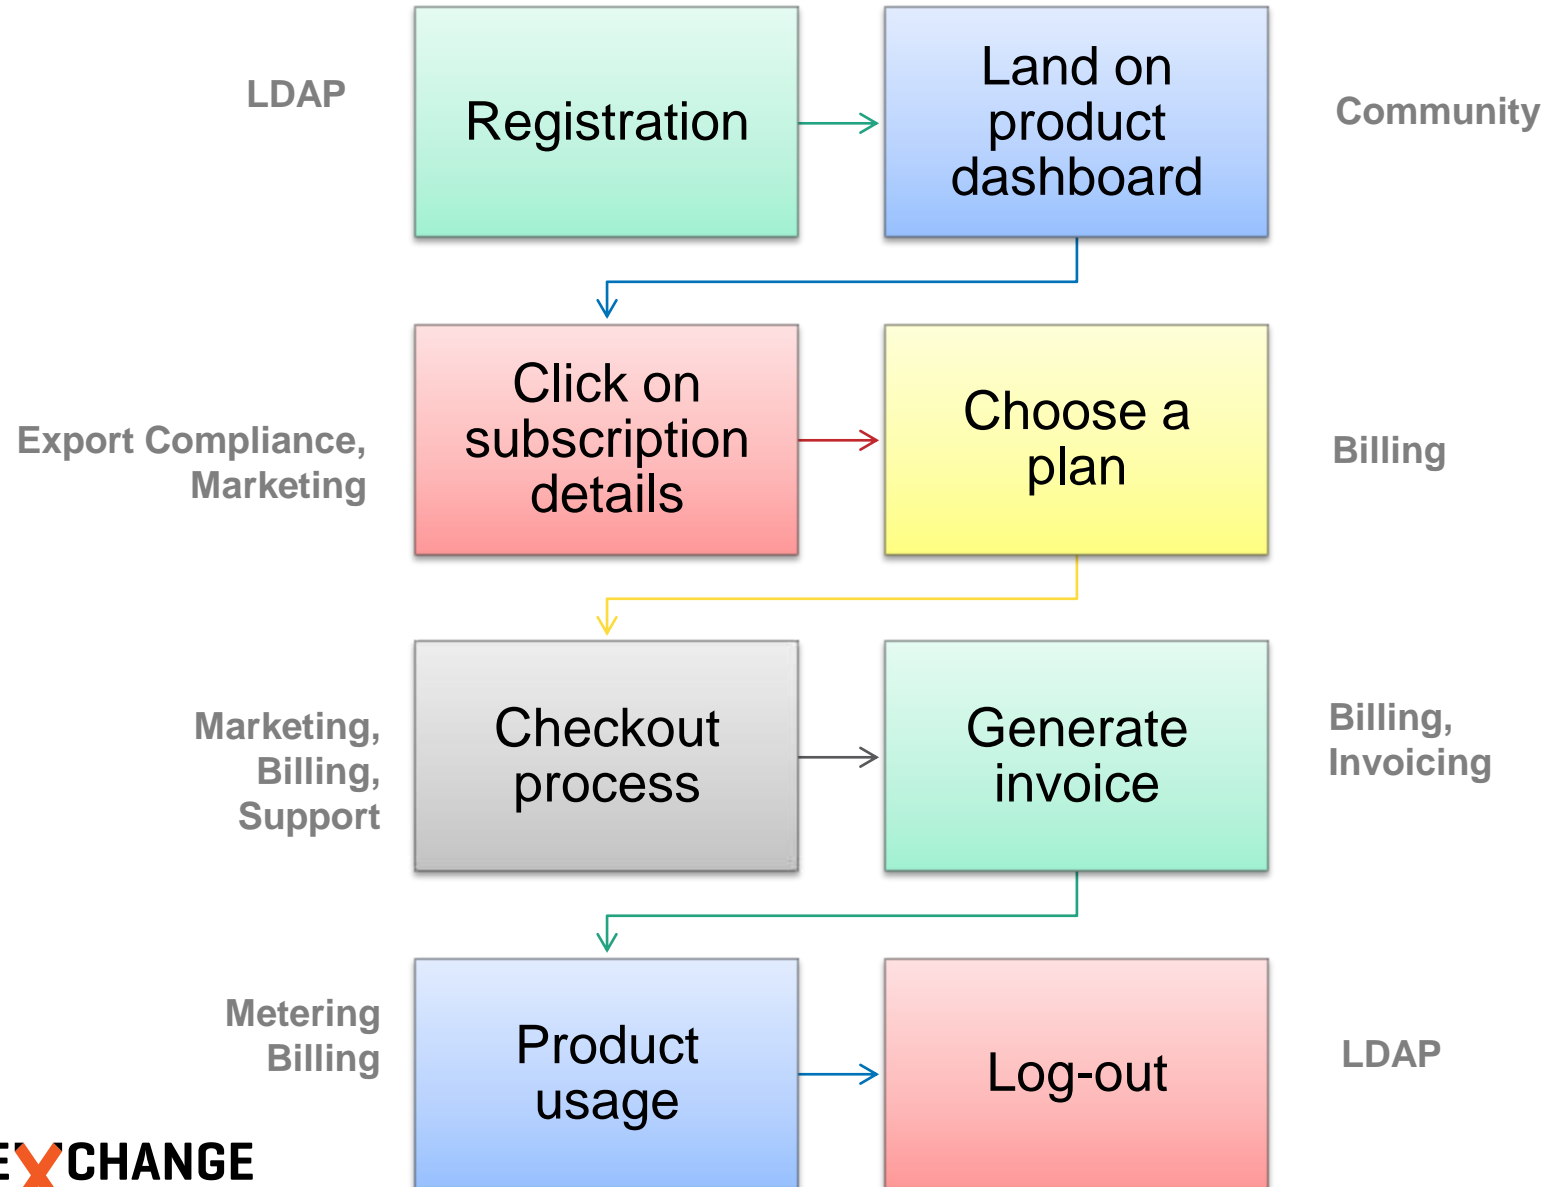 LDAP
Registration
Land on
product
dashboard
Community
Export Compliance,
Marketing
Click on
subscription
details
Choose a
plan
Billing
Marketing,
Billing,
Support
Checkout
process
Generate
invoice
Billing,
Invoicing
Metering
Billing
Product
usage
Log-out
LDAP
EXCHANGE